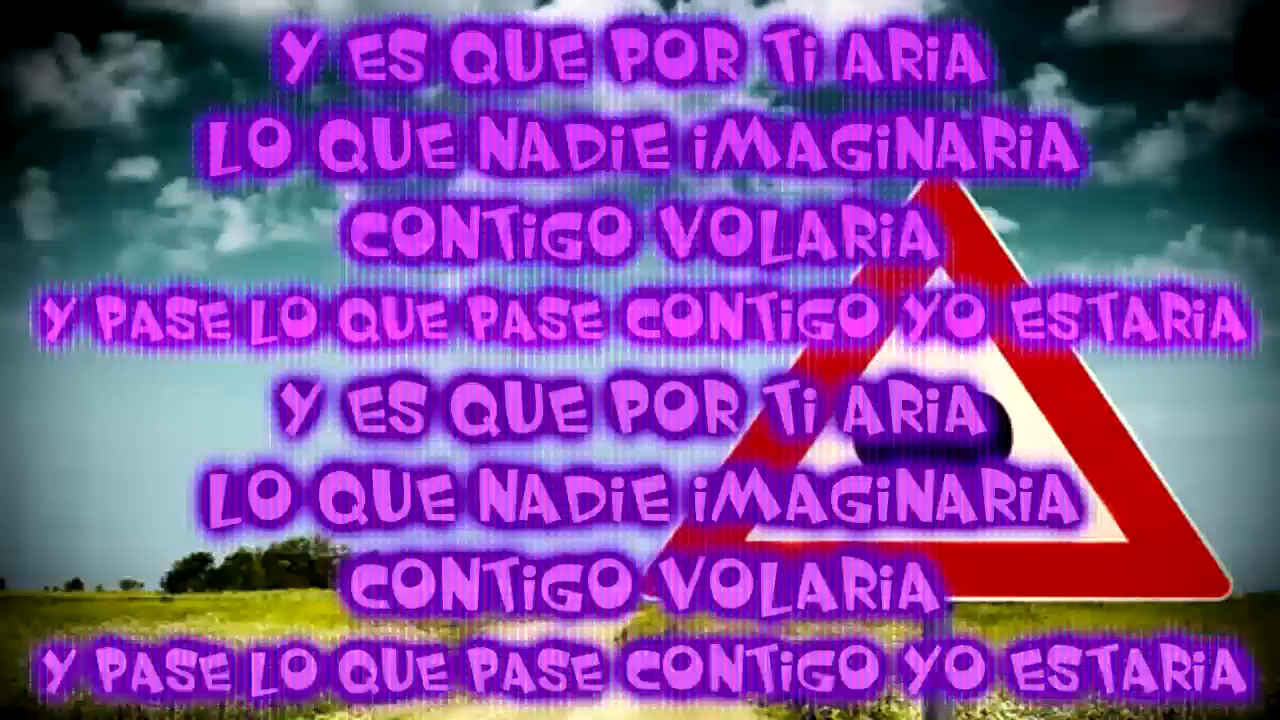 Y ES QUE POR Ti ARiA
LO QUE NADiE iMAGiNARiA
CONTiGO VOLARiA
Y PASE LO QUE PASE CONTiGO YO ESTARiA
Y ES QUE POR Ti ARiA
LO QUE NADiE iMAGiNARiA
CONTiGO VOLARiA
Y PASE LO QUE PASE CONTiGO YO ESTARiA